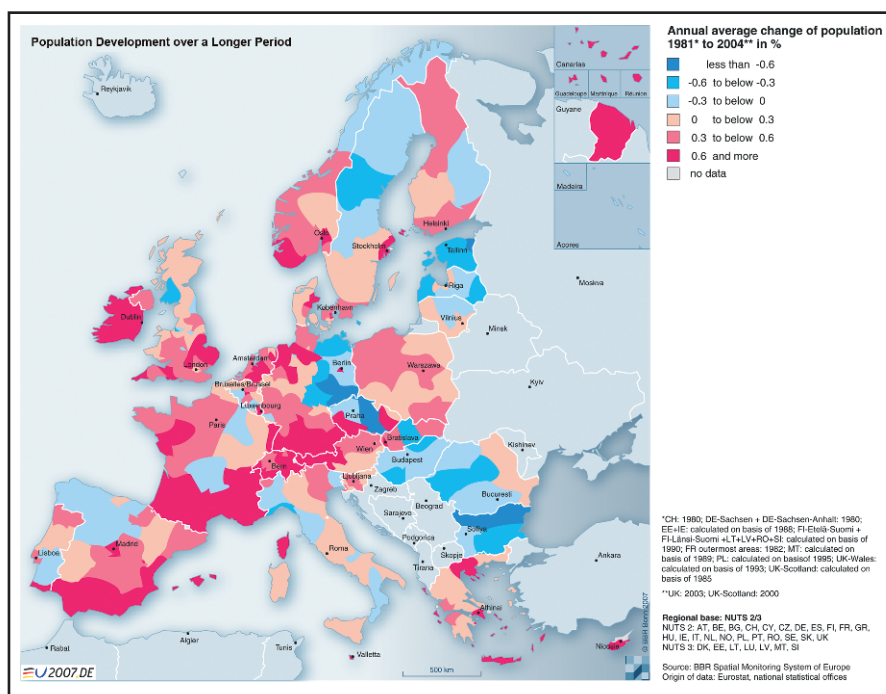 Population Development over a Longer Period
Annual average change of population
1981* to 2004** in %
less than -0.6
-0.6 to below -0.3
-0.3 to below 0
0 to below 0.3
0.3 to below 0.6
0.6 and more
no data
Canarias
Guadeloupe Martinique Reunion
Guyane
Madeira
Acores
Reykjavik
Oslo
Helsinki
Stockholm
Tallinn
Riga
Moskva
København
Vilnius
Minsk
Dublin
London
Amsterdam
Berlin
Warszawa
Bruxelles/Brussel
Kyiv
Luxembourg
Praha
Paris
Bratislava
Wien
Kishinev
Bern
Budapest
Ljubljana
Zagreb
Bucuresti
Beograd
Sarajevo
Sofiya
Podgorica
Madrid
Skopje
Lisboa
Roma
Tirana
Ankara
Athinai
Nicosia
Rabat
Alger
Tunis
Valletta
500 km
© BBR Bonn 2007
EU2007.DE
*CH: 1980; DE-Sachsen + DE-Sachsen-Anhalt: 1980;
EE+IE: calculated on basis of 1988; FI-Etelä-Suomi +
FI-Länsi-Suomi +LT+LV+RO+SI: calculated on basis of
1990; FR outermost areas: 1982; MT: calculated on
basis of 1989; PL: calculated on basisof 1995; UK-Wales:
calculated on basis of 1993; UK-Scotland: calculated on
basis of 1985
**UK: 2003; UK-Scotland: 2000
Regional base: NUTS 2/3
NUTS 2: AT, BE, BG, CH, CY, CZ, DE, ES, FI, FR, GR,
HU, IE, IT, NL, NO, PL, PT, RO, SE, SK, UK
NUTS 3: DK, EE, LT, LU, LV, MT, SI
Source: BBR Spatial Monitoring System of Europe
Origin of data: Eurostat, national statistical offices